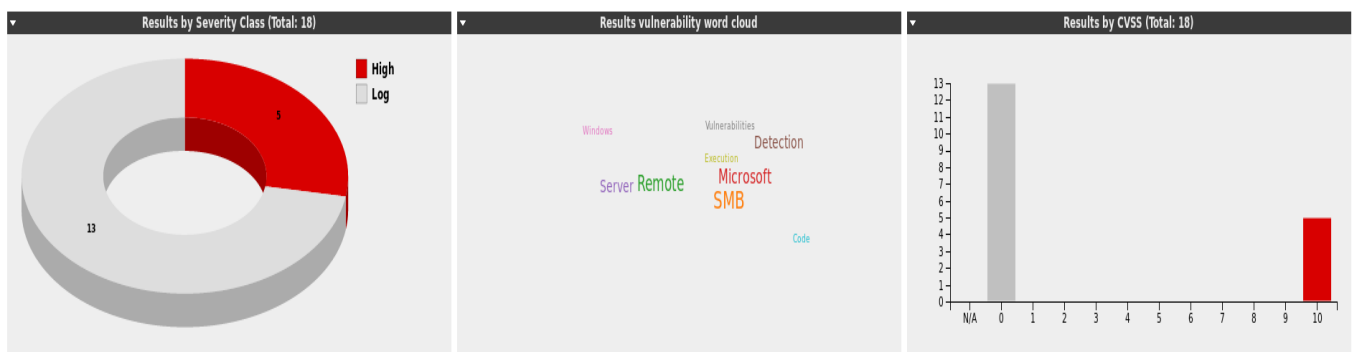 Results by Severity Class (Total: 18)
High
Log
5
13
Results vulnerability word cloud
Windows
Vulnerabilities
Detection
Execution
Server Remote Microsoft
SMB
Code
Results by CVSS (Total: 18)
13
12
11
10
9
8
7
6
5
4
3
2
1
0
N/A 0 1 2 3 4 5 6 7 8 9 10